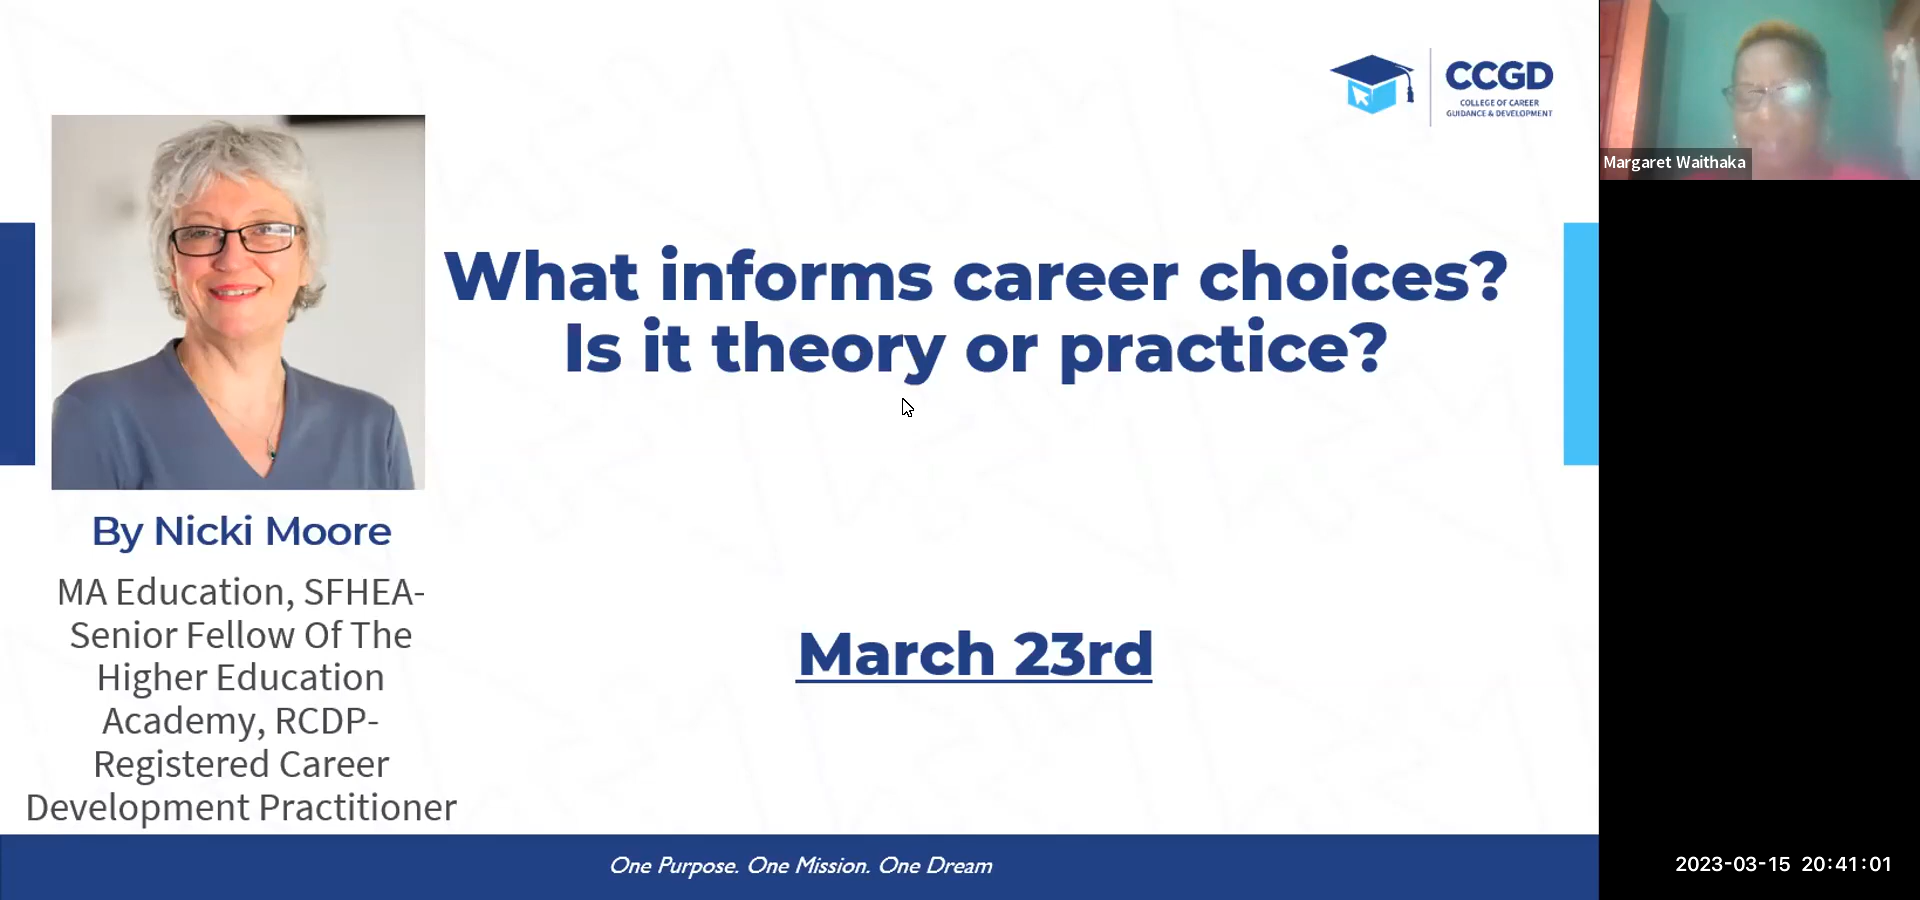 CCGD
COLLEGE OF CAREER
GUIDANCE & DEVELOPMENT
Margaret Waithaka
What informs career choices?
Is it theory or practice?
By Nicki Moore
MA Education, SFHEA-
Senior Fellow Of The
Higher Education
Academy, RCDP-
Registered Career
Development Practitioner
March 23rd
One Purpose. One Mission. One Dream
2023-03-15 20:41:01